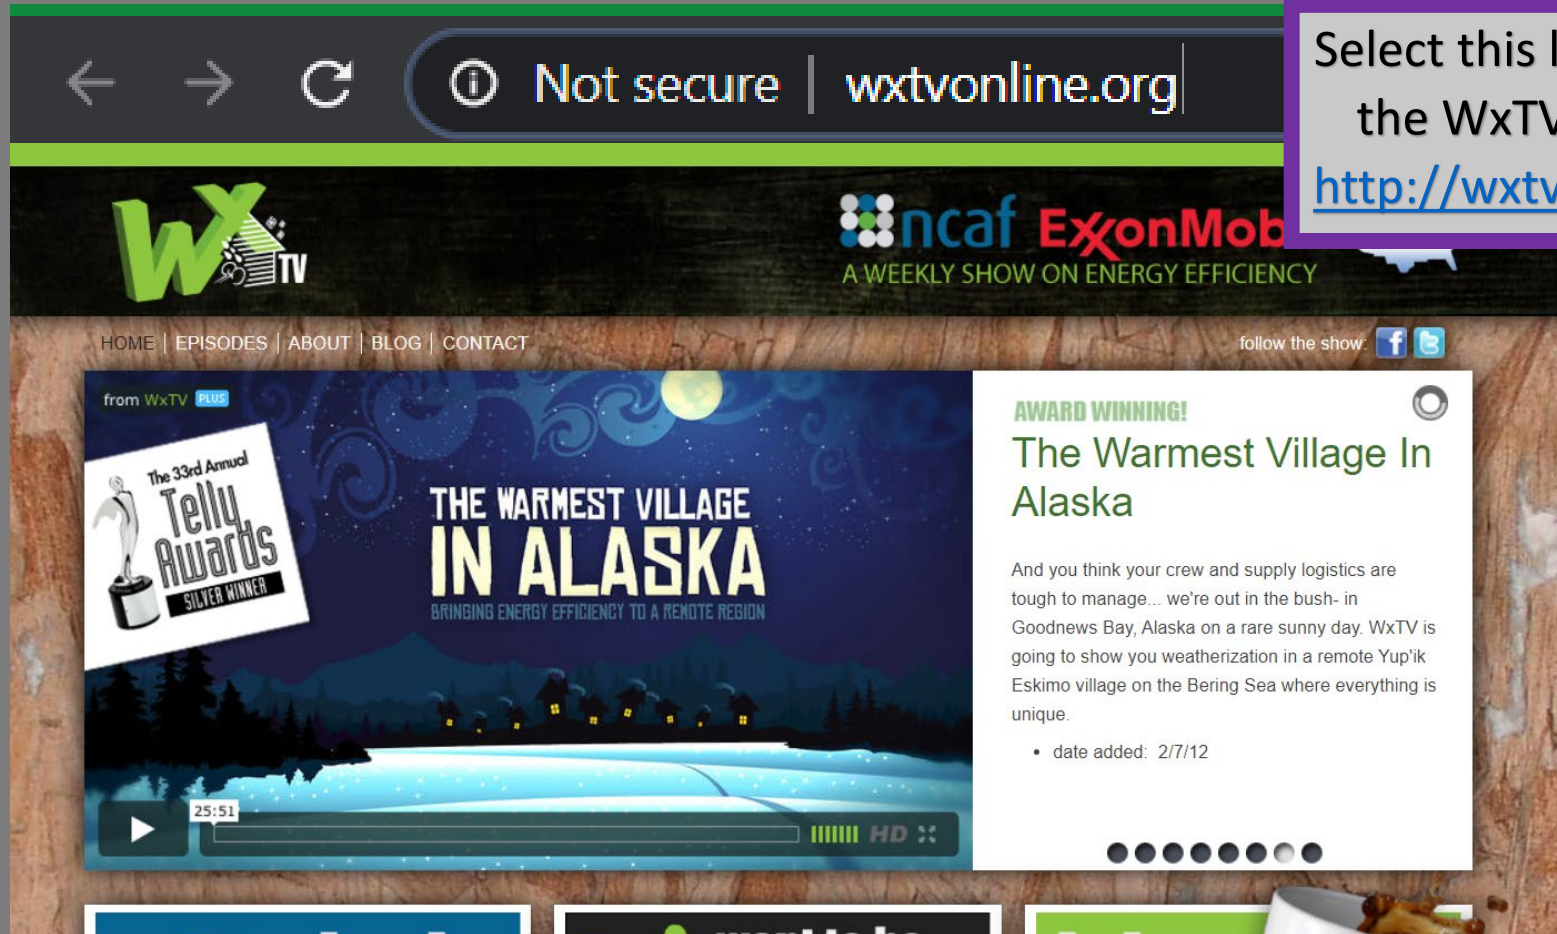 Not secure | wxtvonline.org
Select this
the WxTV
http://wxtv
WX TV
ncaf ExxonMob
A WEEKLY SHOW ON ENERGY EFFICIENCY
HOME | EPISODES | ABOUT | BLOG | CONTACT
follow the show:
from WxTV PLUS
The 33rd Annual
Telly
Awards
SILVER WINNER
THE WARMEST VILLAGE
IN ALASKA
BRINGING ENERGY EFFICIENCY TO A REMOTE REGION
25:51
HD
AWARD WINNING!
The Warmest Village In
Alaska
And you think your crew and supply logistics are
tough to manage... we're out in the bush- in
Goodnews Bay, Alaska on a rare sunny day. WxTV is
going to show you weatherization in a remote Yup'ik
Eskimo village on the Bering Sea where everything is
unique.
• date added: 2/7/12